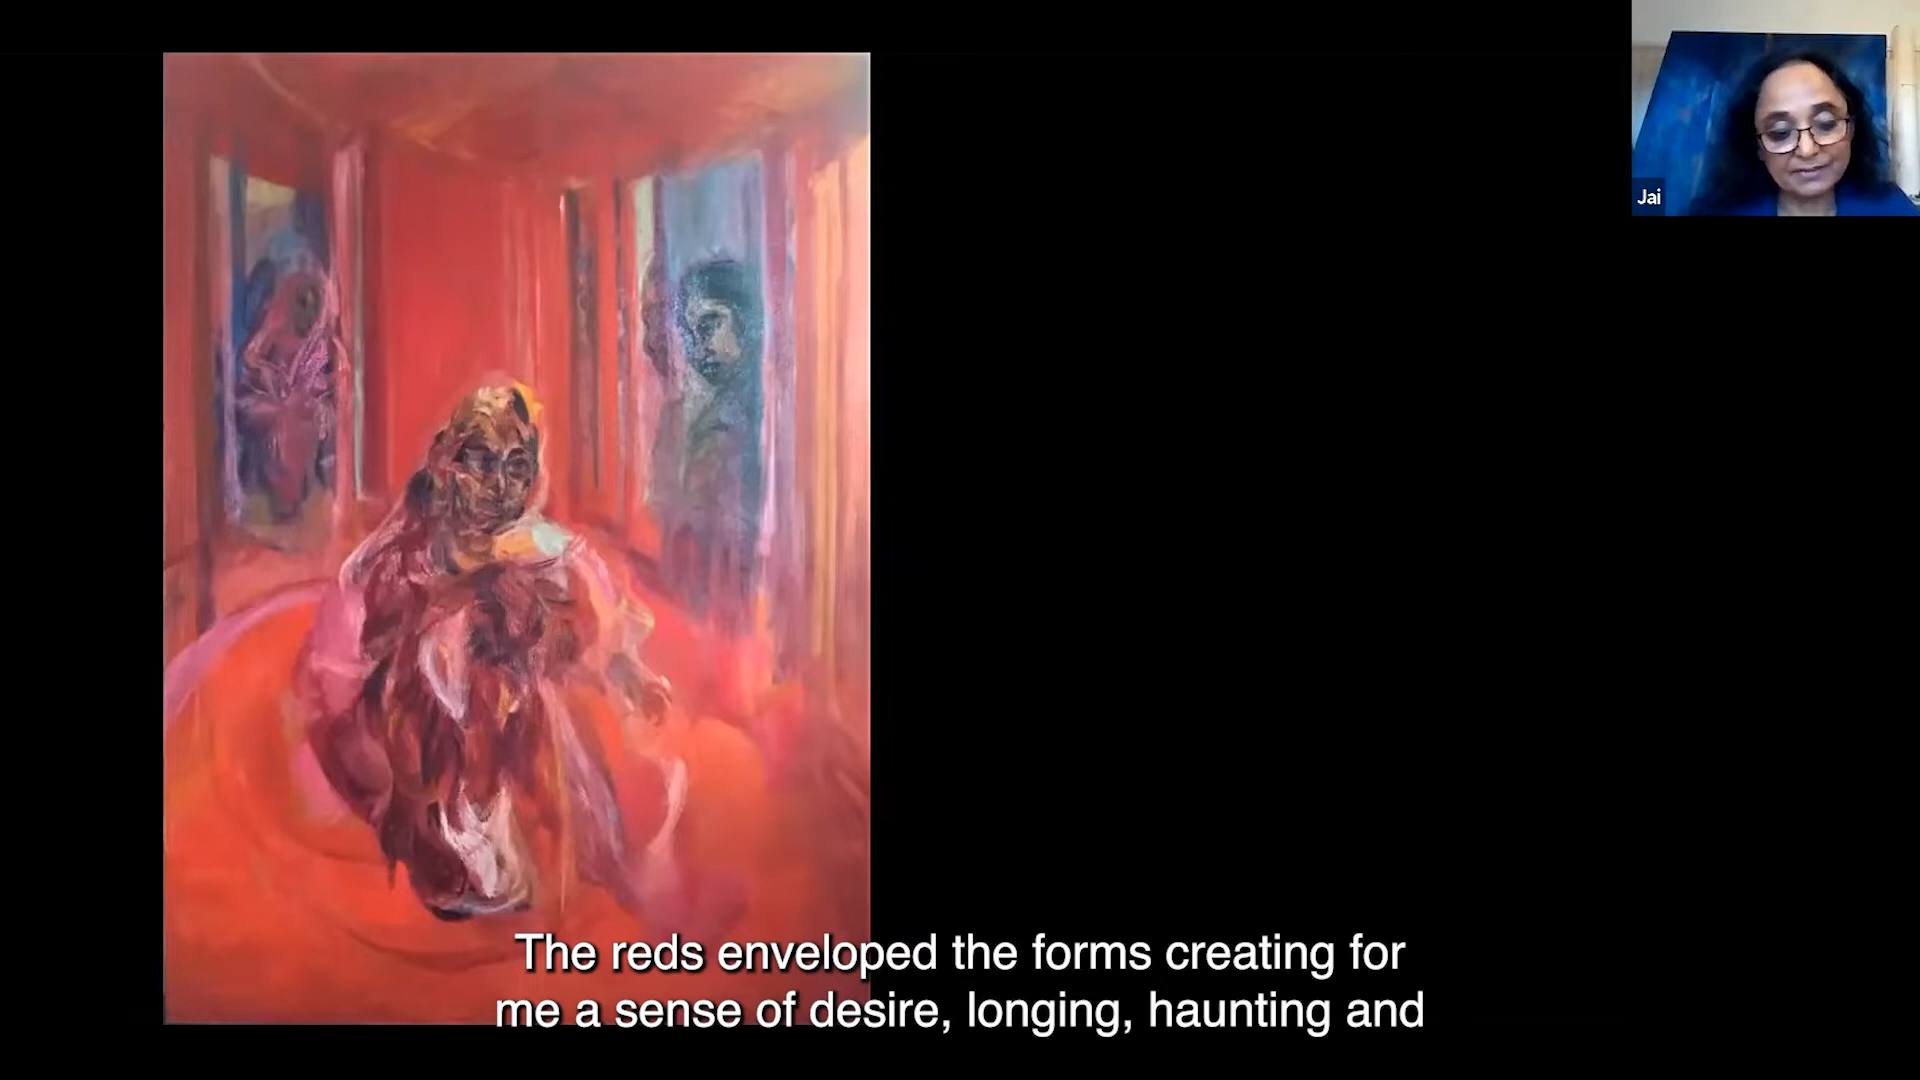 Jai
The reds enveloped the forms creating for
me a sense of desire, longing, haunting and